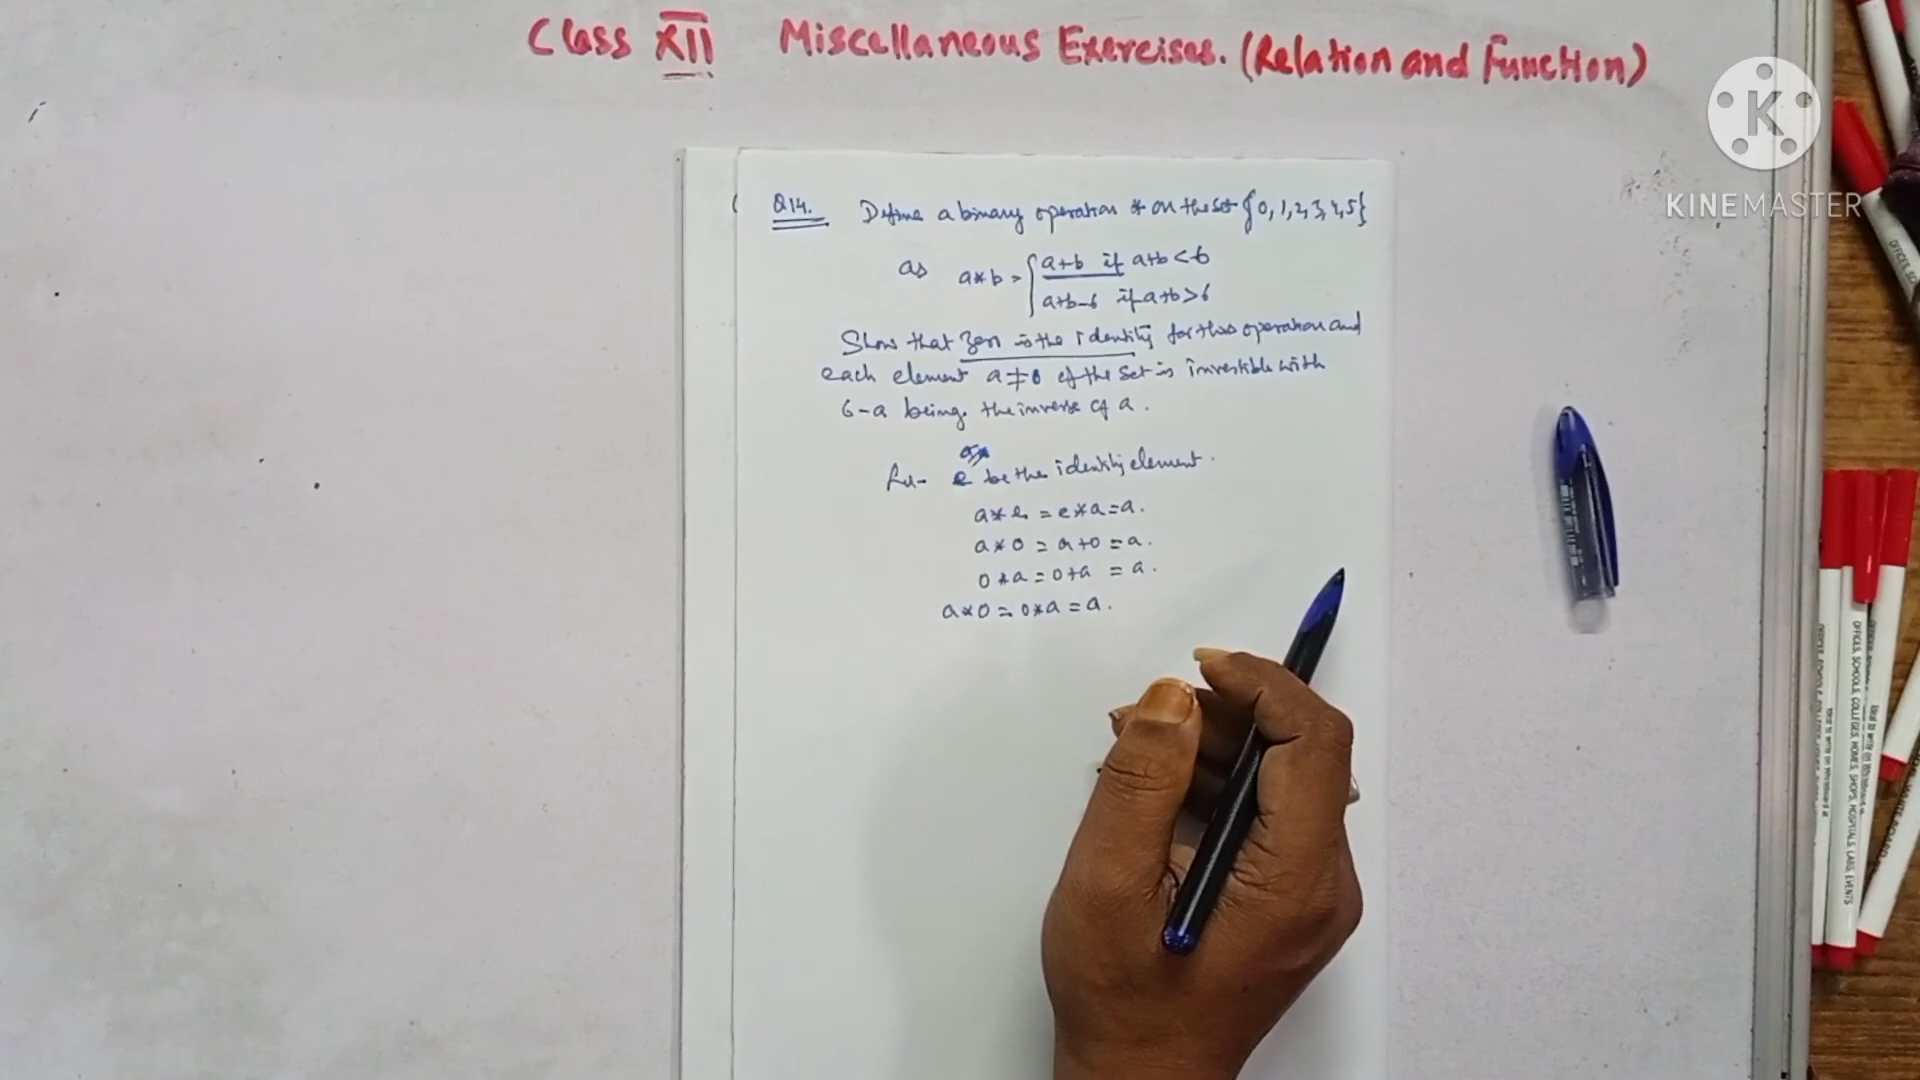 Class XII Miscellaneous Exercises. (Relation and Function)
KINEMASTER
Q14. Define a binary operation * on the set {0, 1, 2, 3, 4, 5}
as a*b = { a+b if a+b<6
a+b-6 if a+b>6
Show that zero is the identity for this operation and
each element a≠0 of the set is invertible with
6-a being the inverse of a.
Let e be the identity element.
a*e = e*a = a.
a*0 = a+0 = a.
0*a = 0+a = a.
a*0 = 0*a = a.